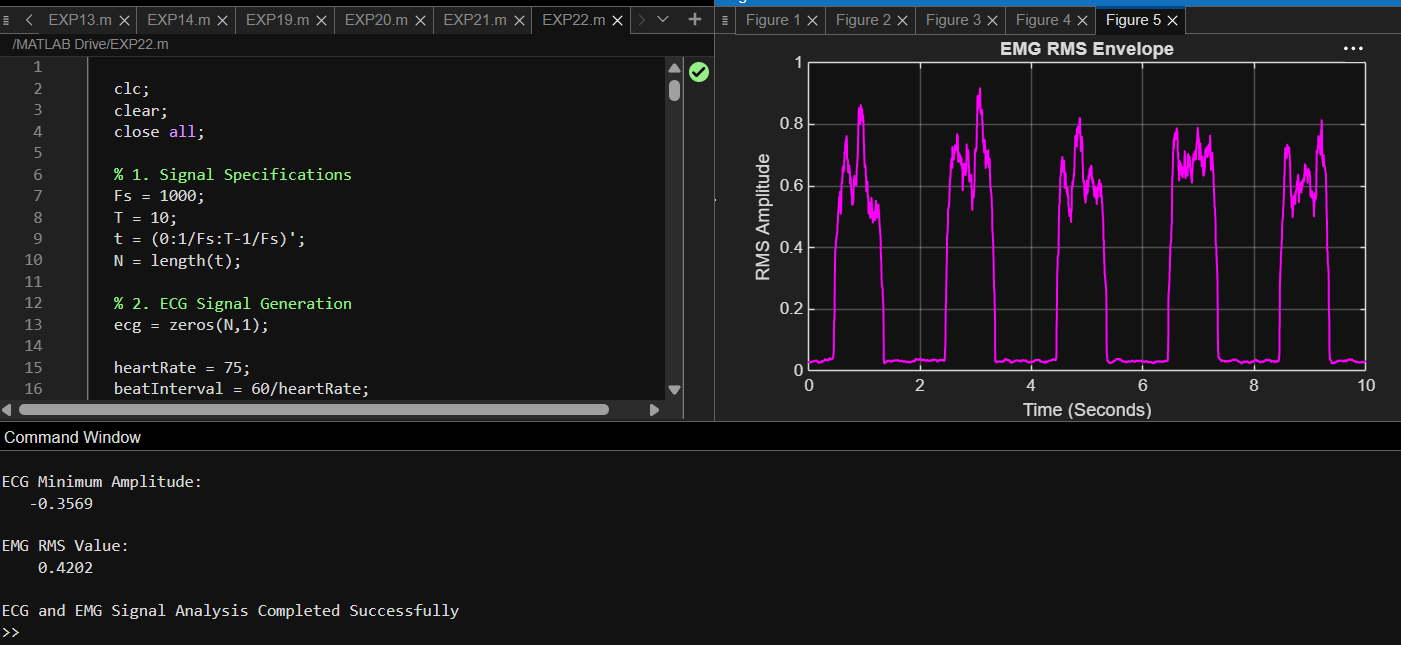 EXP13.m EXP14.m EXP19.m EXP20.m EXP21.m EXP22.m
/MATLAB Drive/EXP22.m
1
2 clc;
3 clear;
4 close all;
5
6 % 1. Signal Specifications
7 Fs = 1000;
8 T = 10;
9 t = (0:1/Fs:T-1/Fs)';
10 N = length(t);
11
12 % 2. ECG Signal Generation
13 ecg = zeros(N,1);
14
15 heartRate = 75;
16 beatInterval = 60/heartRate;
Figure 1 Figure 2 Figure 3 Figure 4 Figure 5
EMG RMS Envelope
1
0.8
0.6
0.4
0.2
0
RMS Amplitude
0 2 4 6 8 10
Time (Seconds)
Command Window
ECG Minimum Amplitude:
-0.3569
EMG RMS Value:
0.4202
ECG and EMG Signal Analysis Completed Successfully
>>